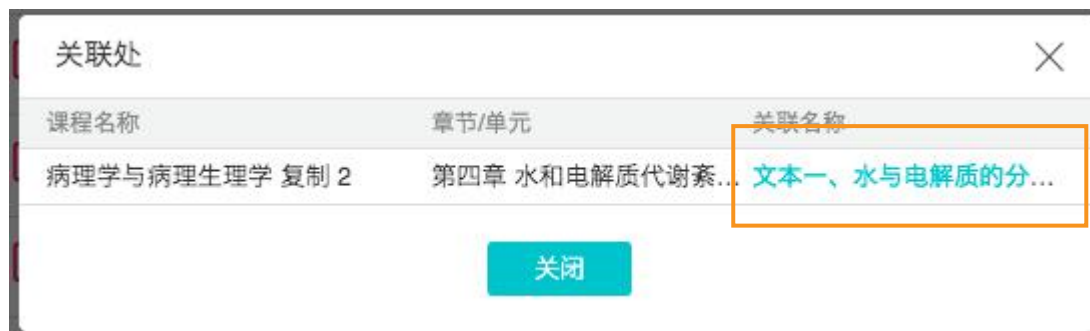 关联处
课程名称 章节/单元 关联名称
病理学与病理生理学 复制 2 第四章 水和电解质代谢紊... 文本一、水与电解质的分...
关闭